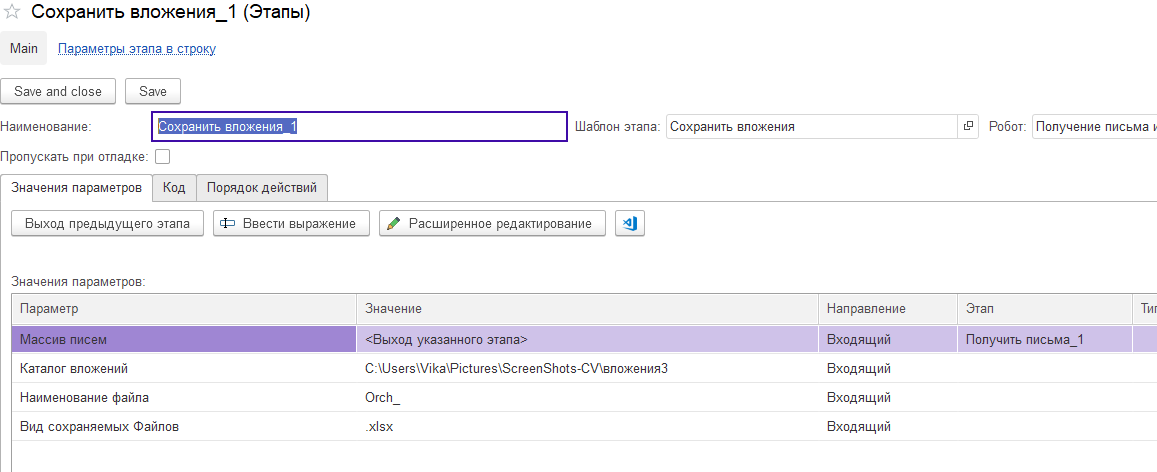 Сохранить вложения_1 (Этапы)
Main Параметры этапа в строку
Save and close Save
Наименование: Сохранить вложения_1 Шаблон этапа: Сохранить вложения Робот: Получение письма и
Пропускать при отладке:
Значения параметров Код Порядок действий
Выход предыдущего этапа Ввести выражение Расширенное редактирование
Значения параметров:
Параметр Значение Направление Этап Тип
Массив писем <Выход указанного этапа> Входящий Получить письма_1
Каталог вложений C:\Users\Vika\Pictures\ScreenShots-CV\вложения3 Входящий
Наименование файла Orch_ Входящий
Вид сохраняемых Файлов .xlsx Входящий